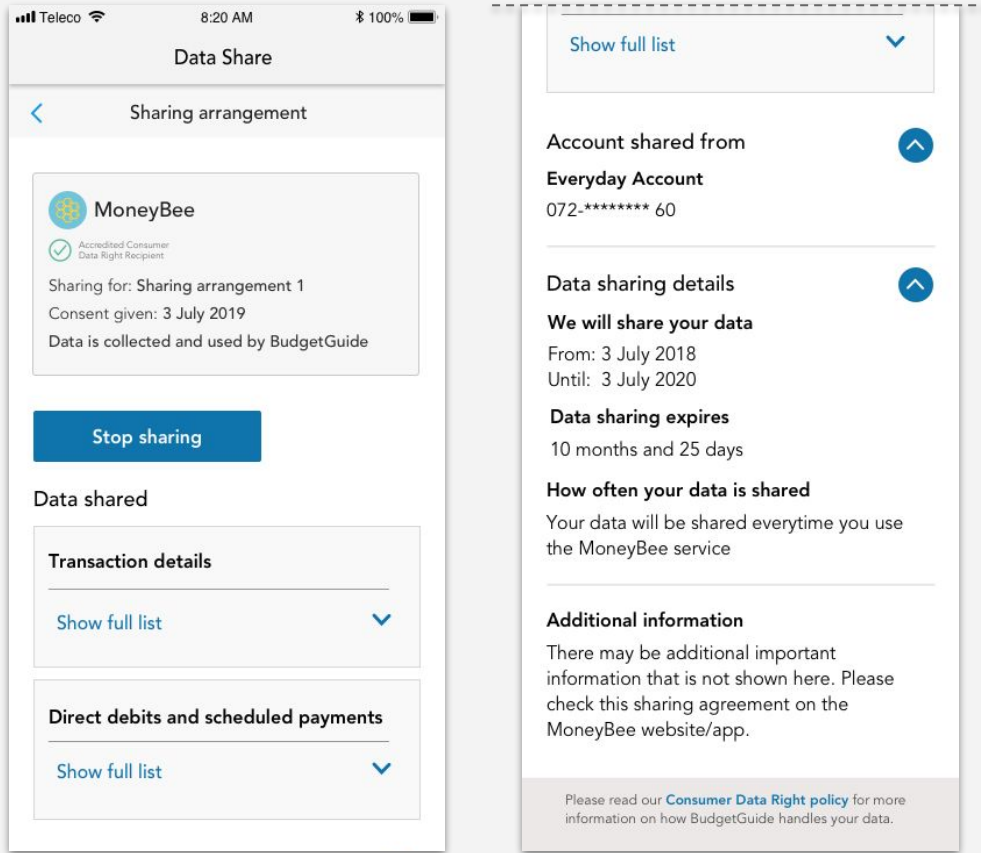 Teleco
8:20 AM
100%
Data Share
Sharing arrangement
MoneyBee
Accredited Consumer
Data Right Recipient
Sharing for: Sharing arrangement 1
Consent given: 3 July 2019
Data is collected and used by BudgetGuide
Stop sharing
Data shared
Transaction details
Show full list
Direct debits and scheduled payments
Show full list
Show full list
Account shared from
Everyday Account
072-******** 60
Data sharing details
We will share your data
From: 3 July 2018
Until: 3 July 2020
Data sharing expires
10 months and 25 days
How often your data is shared
Your data will be shared everytime you use
the MoneyBee service
Additional information
There may be additional important
information that is not shown here. Please
check this sharing agreement on the
MoneyBee website/app.
Please read our Consumer Data Right policy for more
information on how BudgetGuide handles your data.